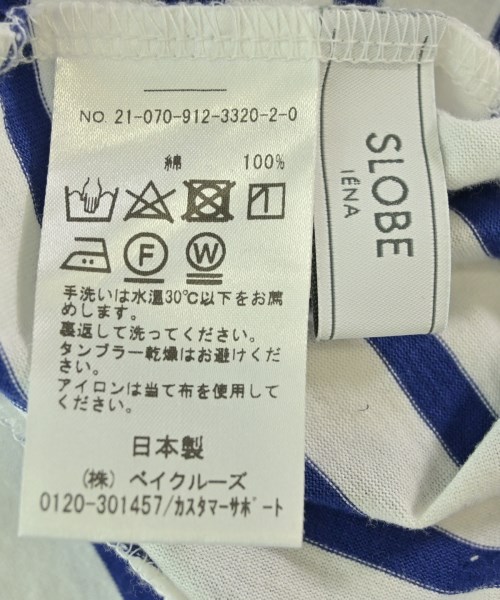 NO. 21-070-912-3320-2-0
綿 100%
F W
手洗いは水温30℃以下をお薦
めします。
裏返して洗ってください。
タンブラー乾燥はお避けくだ
さい。
アイロンは当て布を使用して
ください。
日本製
(株) ベイクルーズ
0120-301457/カスタマーサポート
SLOBE
IÉNA